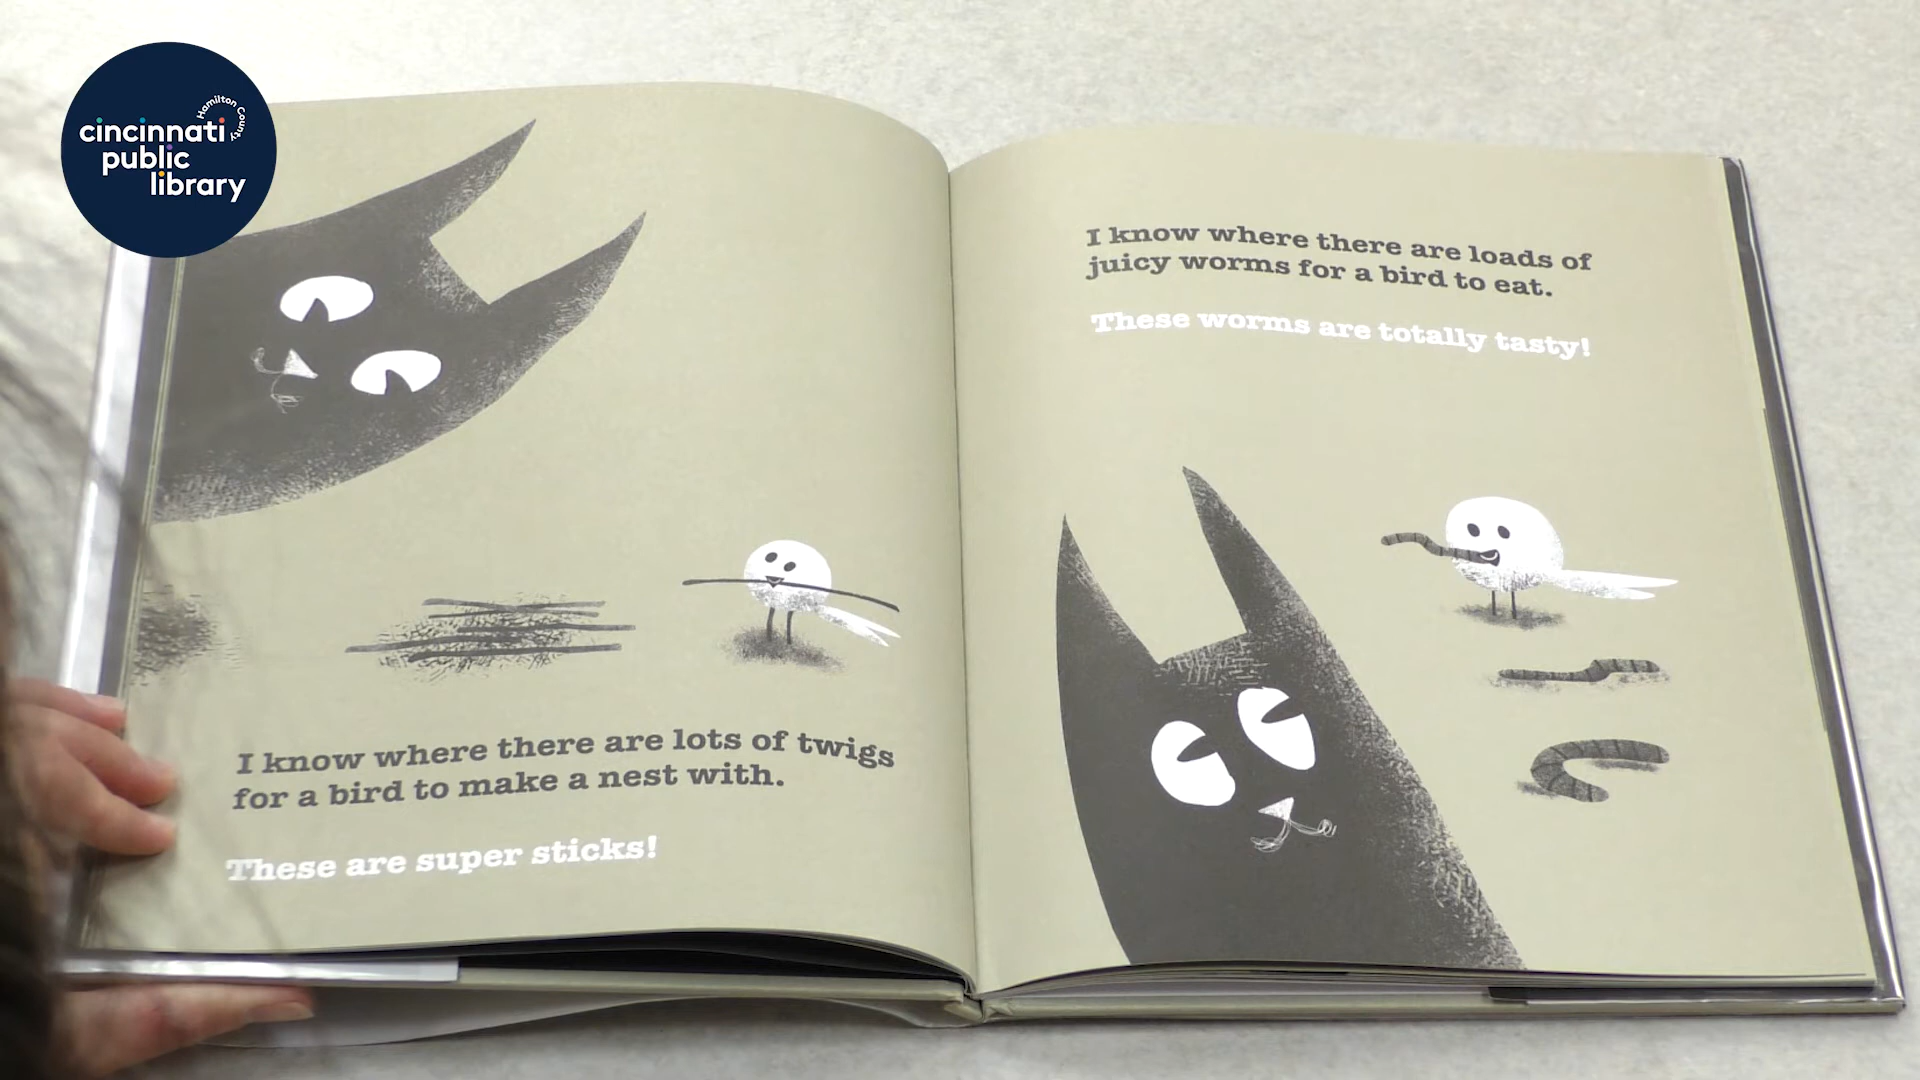 Hamilton County
cincinnati
public
library
I know where there are lots of twigs
for a bird to make a nest with.
These are super sticks!
I know where there are loads of
juicy worms for a bird to eat.
These worms are totally tasty!